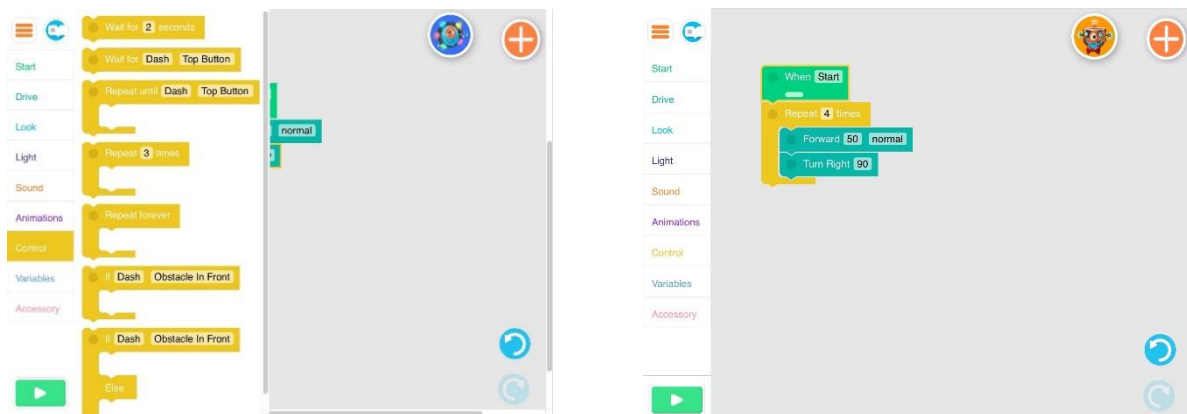 Start
Drive
Look
Light
Sound
Animations
Control
Variables
Accessory
Wait for 2 seconds
Wait for Dash Top Button
Repeat until Dash Top Button
Repeat 3 times
Repeat forever
If Dash Obstacle In Front
If Dash Obstacle In Front
Else
normal
Start
Drive
Look
Light
Sound
Animations
Control
Variables
Accessory
When Start
Repeat 4 times
Forward 50 normal
Turn Right 90